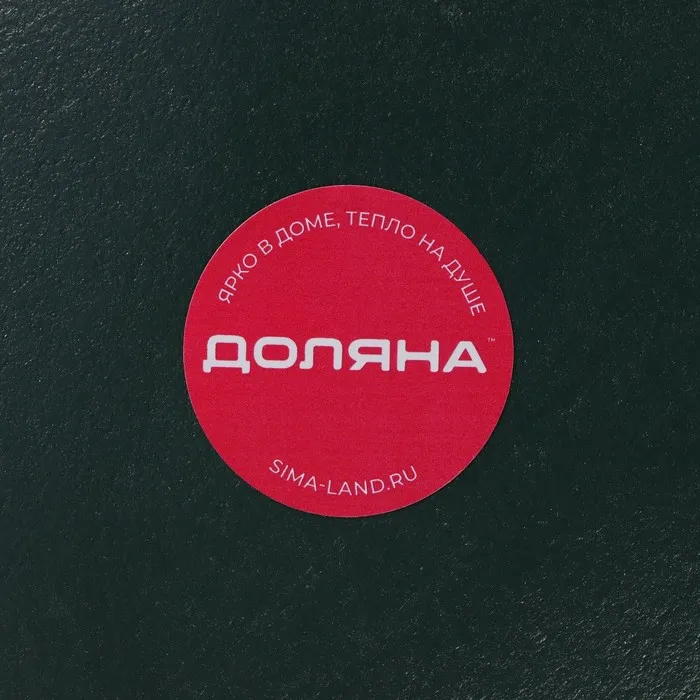 ЯРКО В ДОМЕ, ТЕПЛО НА ДУШЕ
ДОЛЯНА™
SIMA-LAND.RU